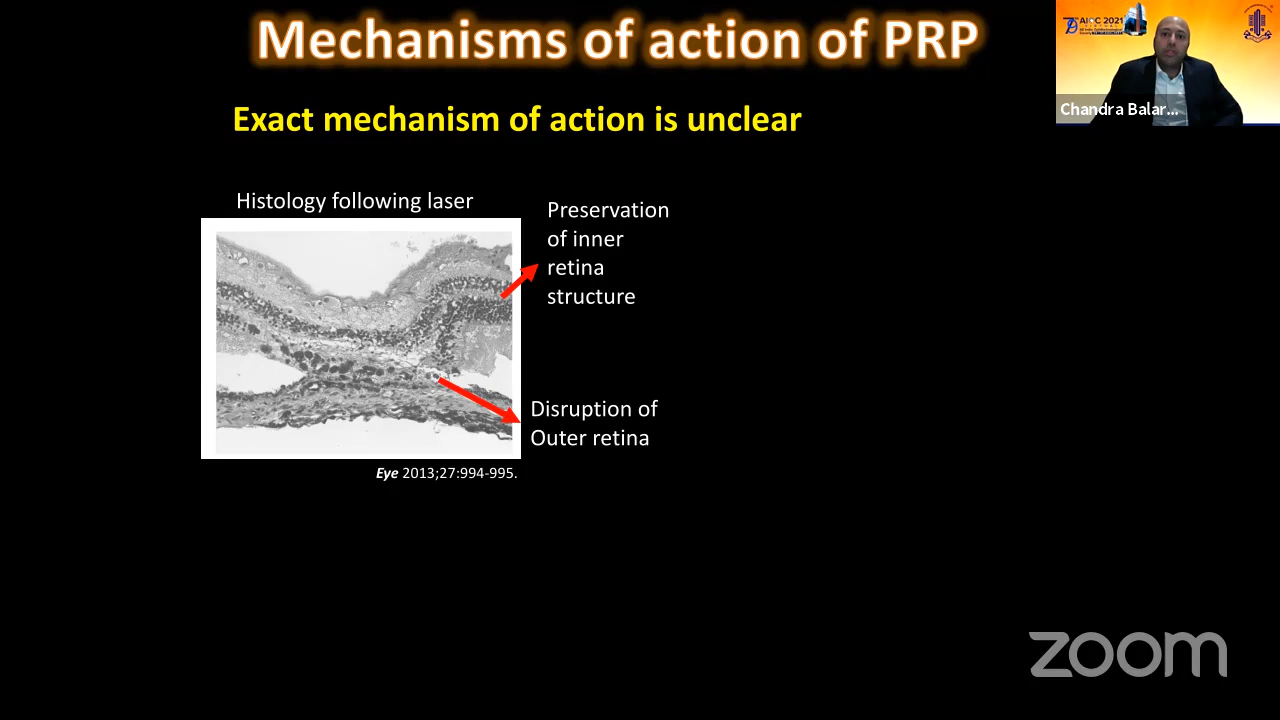 Mechanisms of action of PRP
AIOC 2021
Chandra Balar...
Exact mechanism of action is unclear
Histology following laser
Preservation
of inner
retina
structure
Disruption of
Outer retina
Eye 2013;27:994-995.
zoom